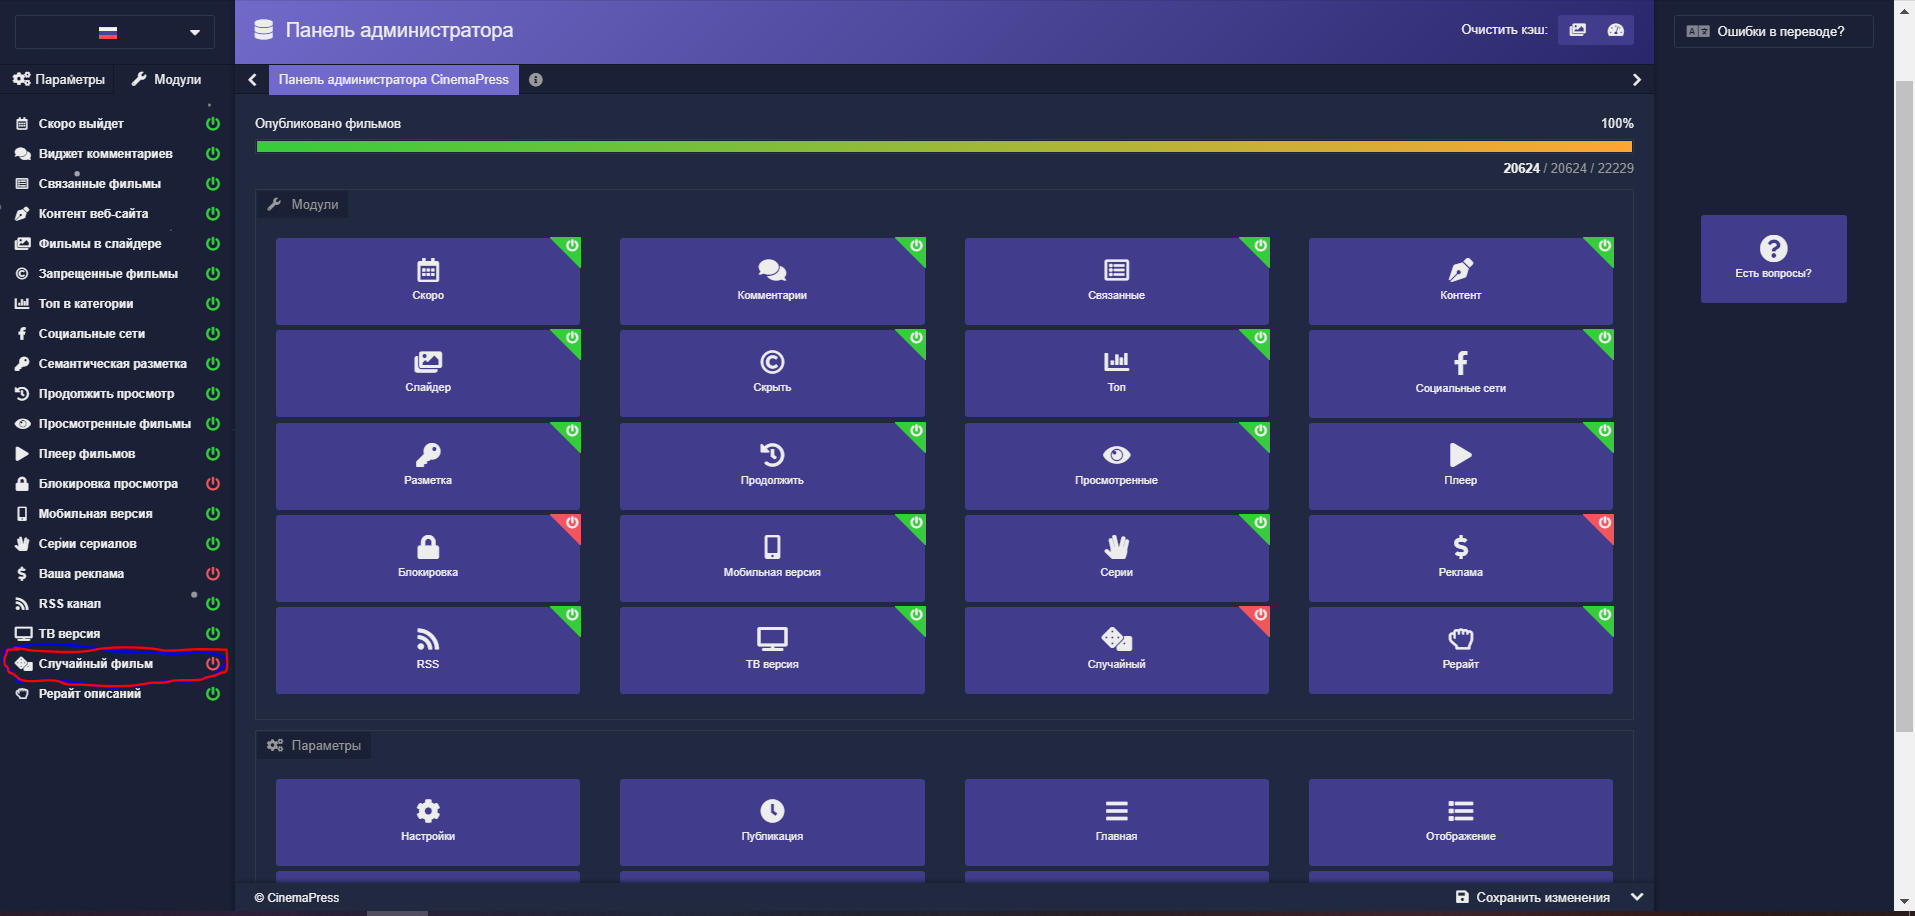 Панель администратора
Очистить кэш:
Ошибки в переводе?
Параметры
Модули
Панель администратора CinemaPress
Скоро выйдет
Виджет комментариев
Связанные фильмы
Контент веб-сайта
Фильмы в слайдере
Запрещенные фильмы
Топ в категории
Социальные сети
Семантическая разметка
Продолжить просмотр
Просмотренные фильмы
Плеер фильмов
Блокировка просмотра
Мобильная версия
Серии сериалов
Ваша реклама
RSS канал
ТВ версия
Случайный фильм
Рерайт описаний
Опубликовано фильмов
100%
20624 / 20624 / 22229
Модули
Скоро
Комментарии
Связанные
Контент
Слайдер
Скрыть
Топ
Социальные сети
Разметка
Продолжить
Просмотренные
Плеер
Блокировка
Мобильная версия
Серии
Реклама
RSS
ТВ версия
Случайный
Рерайт
Параметры
Настройки
Публикация
Главная
Отображение
© CinemaPress
Сохранить изменения
Есть вопросы?